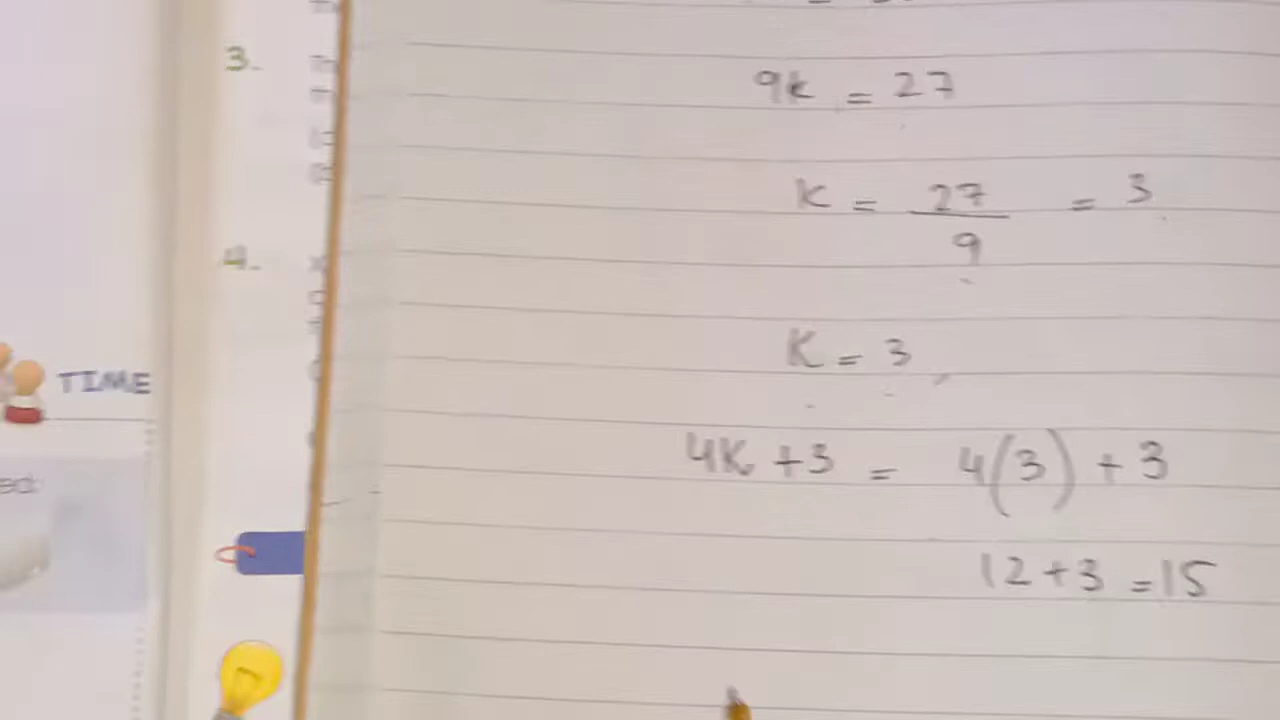 3.
4.
TIME
9k = 27
K = 27/9 = 3
K = 3
4K + 3 = 4(3) + 3
12 + 3 = 15